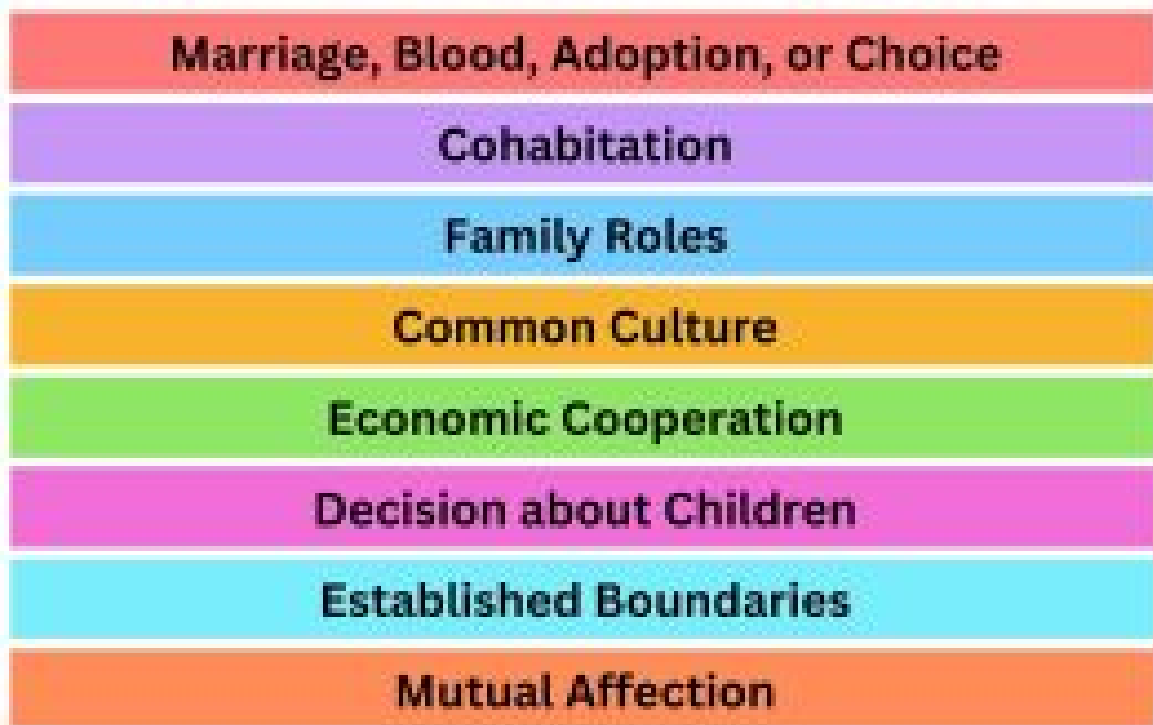 Marriage, Blood, Adoption, or Choice
Cohabitation
Family Roles
Common Culture
Economic Cooperation
Decision about Children
Established Boundaries
Mutual Affection